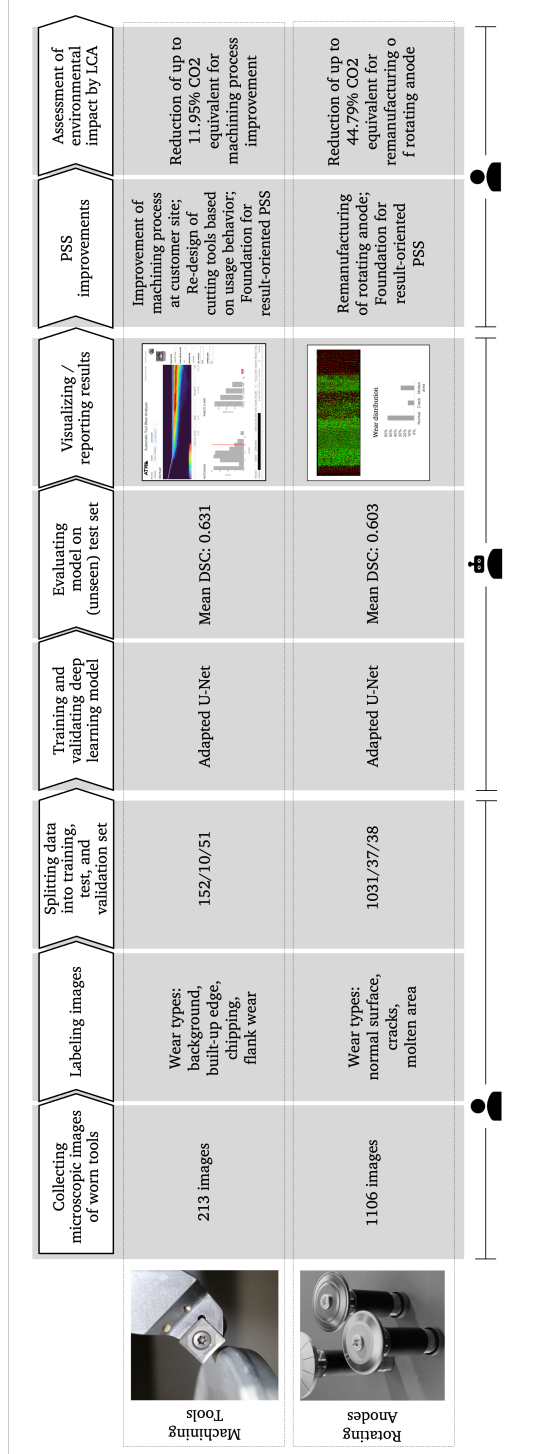 Collecting
microscopic images
of worn tools
Labeling images
Splitting data
into training,
test, and
validation set
Training and
validating deep
learning model
Evaluating
model on
(unseen) test set
Visualizing /
reporting results
PSS
improvements
Assessment of
environmental
impact by LCA
Machining
Tools
213 images
Wear types:
background,
built-up edge,
chipping,
flank wear
152/10/51
Adapted U-Net
Mean DSC: 0.631
Improvement of
machining process
at customer site;
Re-design of
cutting tools based
on usage behavior;
Foundation for
result-oriented PSS
Reduction of up to
11.95% CO2
equivalent for
machining process
improvement
Rotating
Anodes
1106 images
Wear types:
normal surface,
cracks,
molten area
1031/37/38
Adapted U-Net
Mean DSC: 0.603
Wear distribution
Remanufacturing
of rotating anode;
Foundation for
result-oriented
PSS
Reduction of up to
44.79% CO2
equivalent for
remanufacturing o
f rotating anode